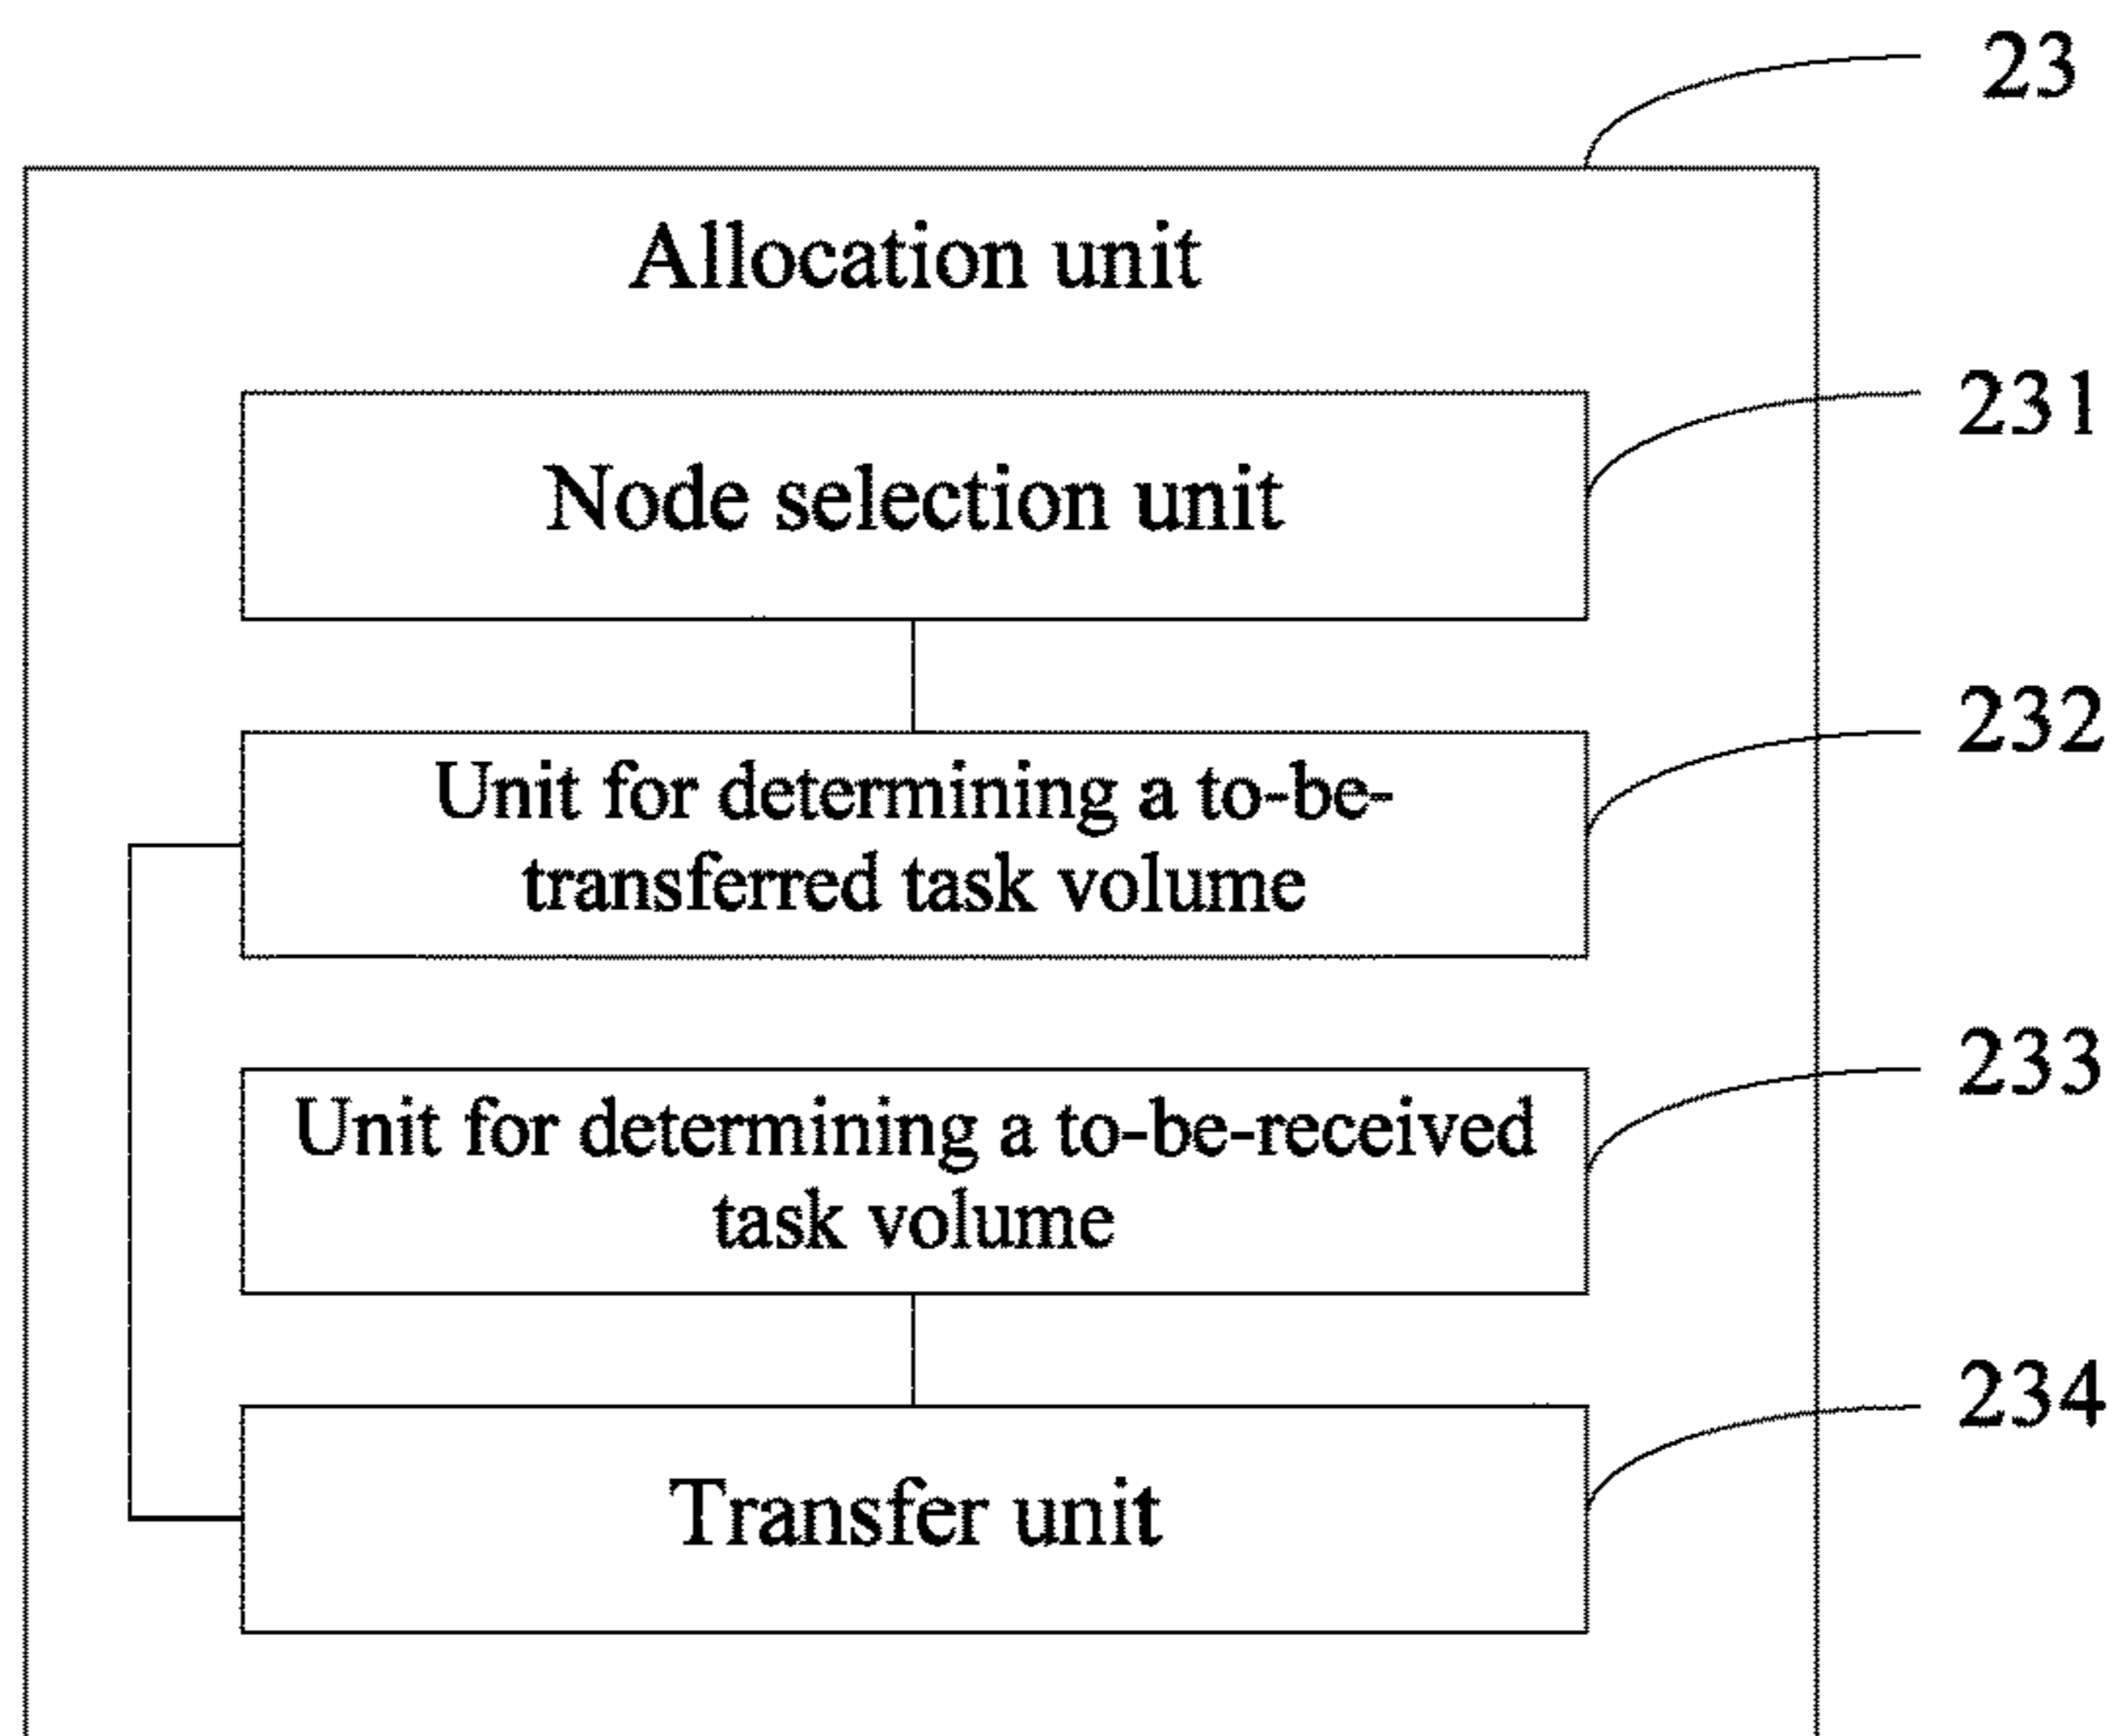 23
Allocation unit
231
Node selection unit
232
Unit for determining a to-be-
transferred task volume
233
Unit for determining a to-be-received
task volume
234
Transfer unit